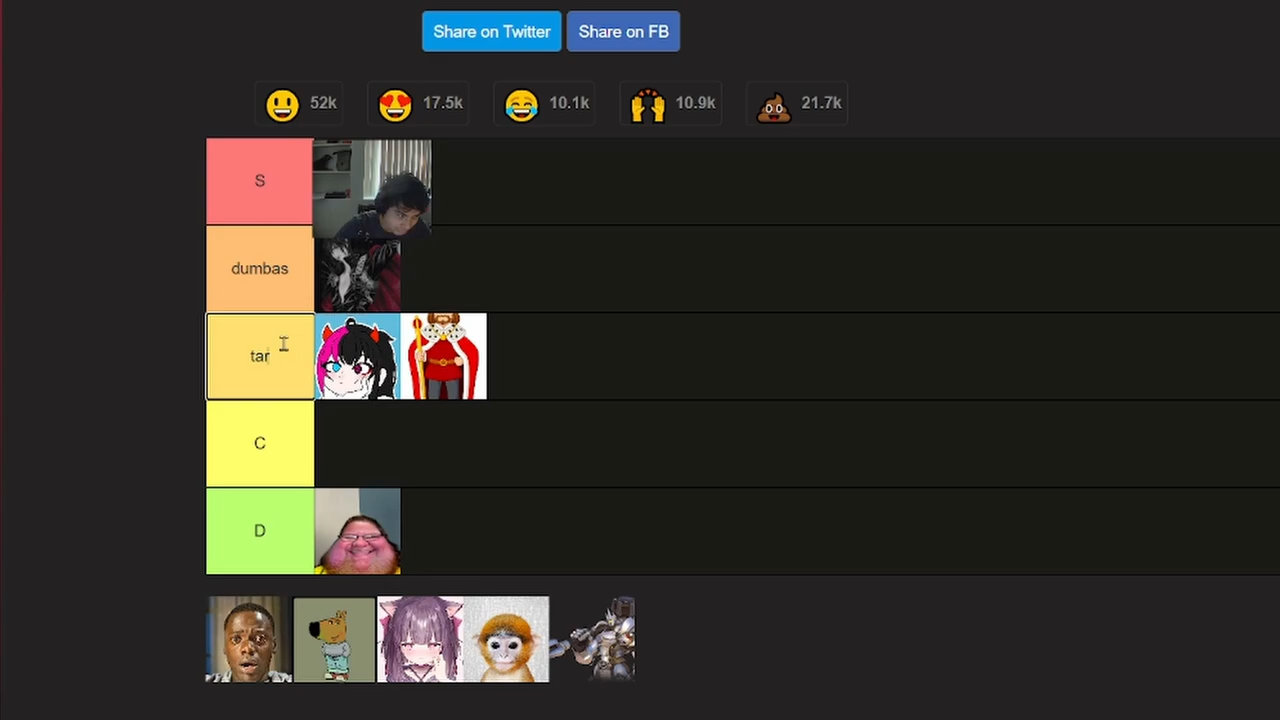 Share on Twitter Share on FB
52k 17.5k 10.1k 10.9k 21.7k
S
dumbas
tar
C
D